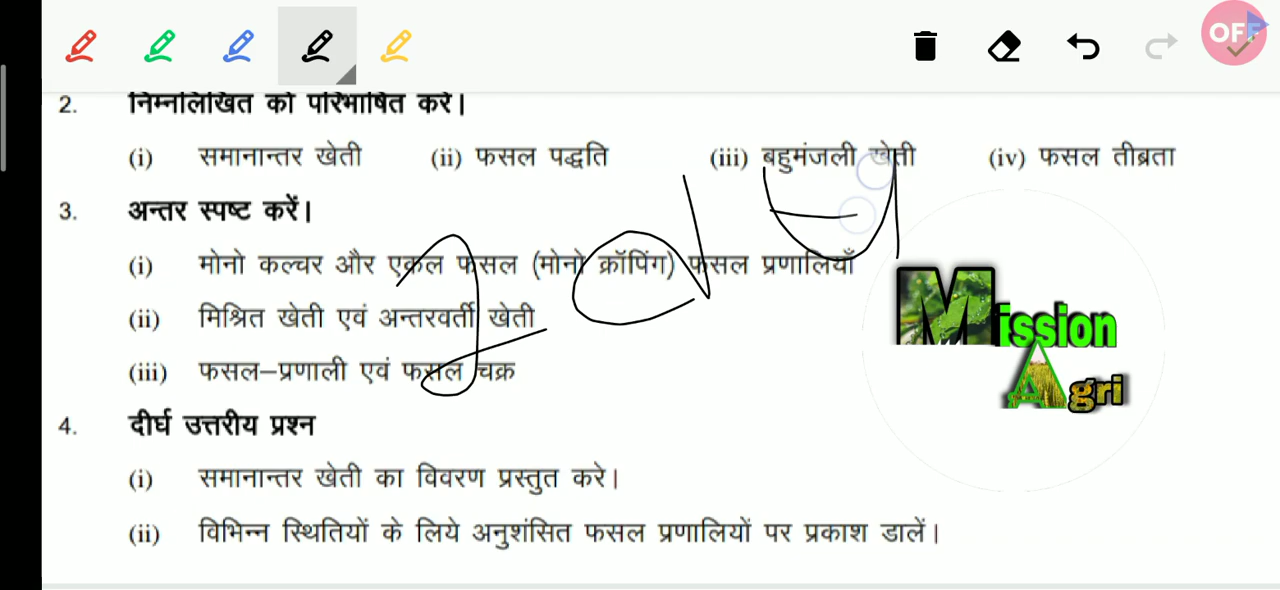 OFF
2. निम्नलिखित को परिभाषित करें।
(i) समानान्तर खेती (ii) फसल पद्धति (iii) बहुमंजली खेती (iv) फसल तीब्रता
3. अन्तर स्पष्ट करें।
(i) मोनो कल्चर और एकल फसल (मोनो क्रॉपिंग) फसल प्रणालियाँ
(ii) मिश्रित खेती एवं अन्तरवर्ती खेती
(iii) फसल–प्रणाली एवं फसल चक्र
Mission
Agri
4. दीर्घ उत्तरीय प्रश्न
(i) समानान्तर खेती का विवरण प्रस्तुत करे।
(ii) विभिन्न स्थितियों के लिये अनुशंसित फसल प्रणालियों पर प्रकाश डालें।